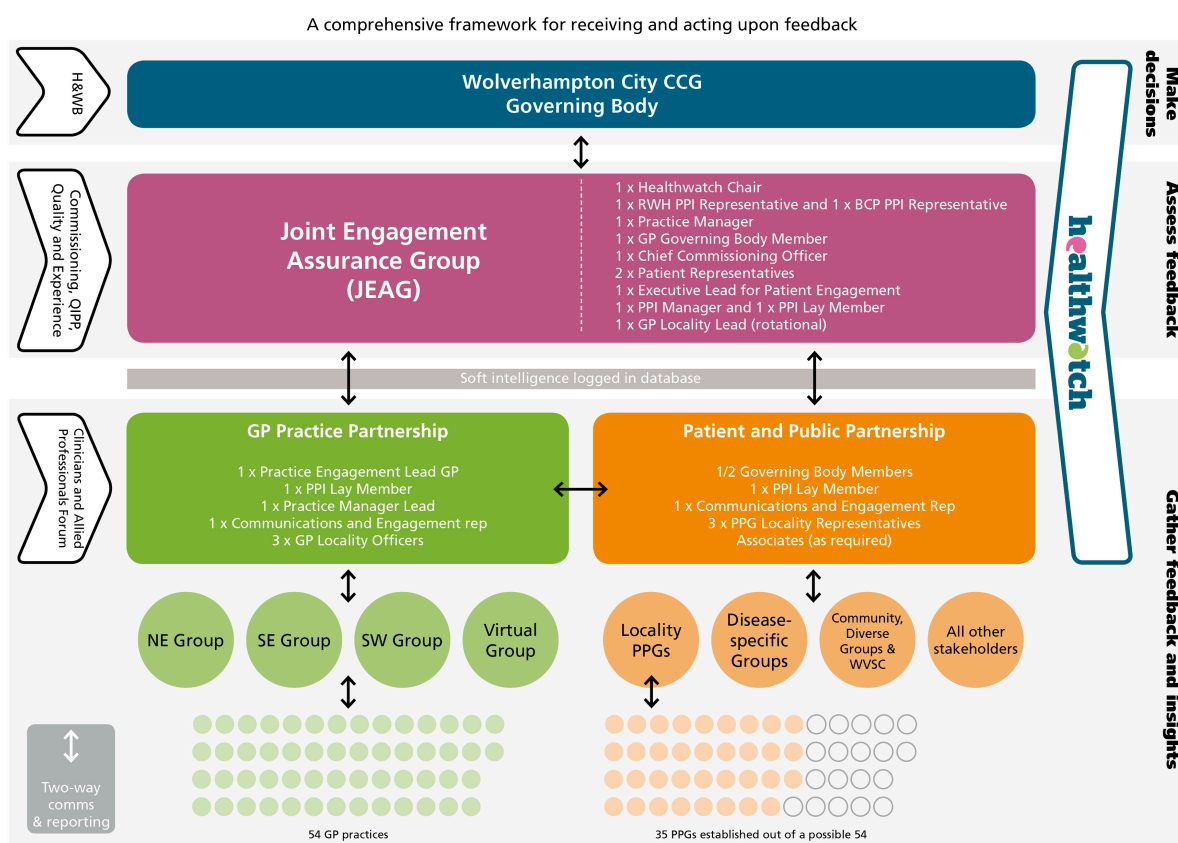 A comprehensive framework for receiving and acting upon feedback
H&WB
Wolverhampton City CCG
Governing Body
Make
decisions
Commissioning, QIPP,
Quality and Experience
Joint Engagement
Assurance Group
(JEAG)
1 x Healthwatch Chair
1 x RWH PPI Representative and 1 x BCP PPI Representative
1 x Practice Manager
1 x GP Governing Body Member
1 x Chief Commissioning Officer
2 x Patient Representatives
1 x Executive Lead for Patient Engagement
1 x PPI Manager and 1 x PPI Lay Member
1 x GP Locality Lead (rotational)
Assess feedback
healthwatch
Soft intelligence logged in database
Clinicians and Allied
Professionals Forum
GP Practice Partnership
1 x Practice Engagement Lead GP
1 x PPI Lay Member
1 x Practice Manager Lead
1 x Communications and Engagement rep
3 x GP Locality Officers
Patient and Public Partnership
1/2 Governing Body Members
1 x PPI Lay Member
1 x Communications and Engagement Rep
3 x PPG Locality Representatives
Associates (as required)
Gather feedback and insights
NE Group
SE Group
SW Group
Virtual
Group
Locality
PPGs
Disease-
specific
Groups
Community,
Diverse
Groups &
WVSC
All other
stakeholders
Two-way
comms
& reporting
54 GP practices
35 PPGs established out of a possible 54